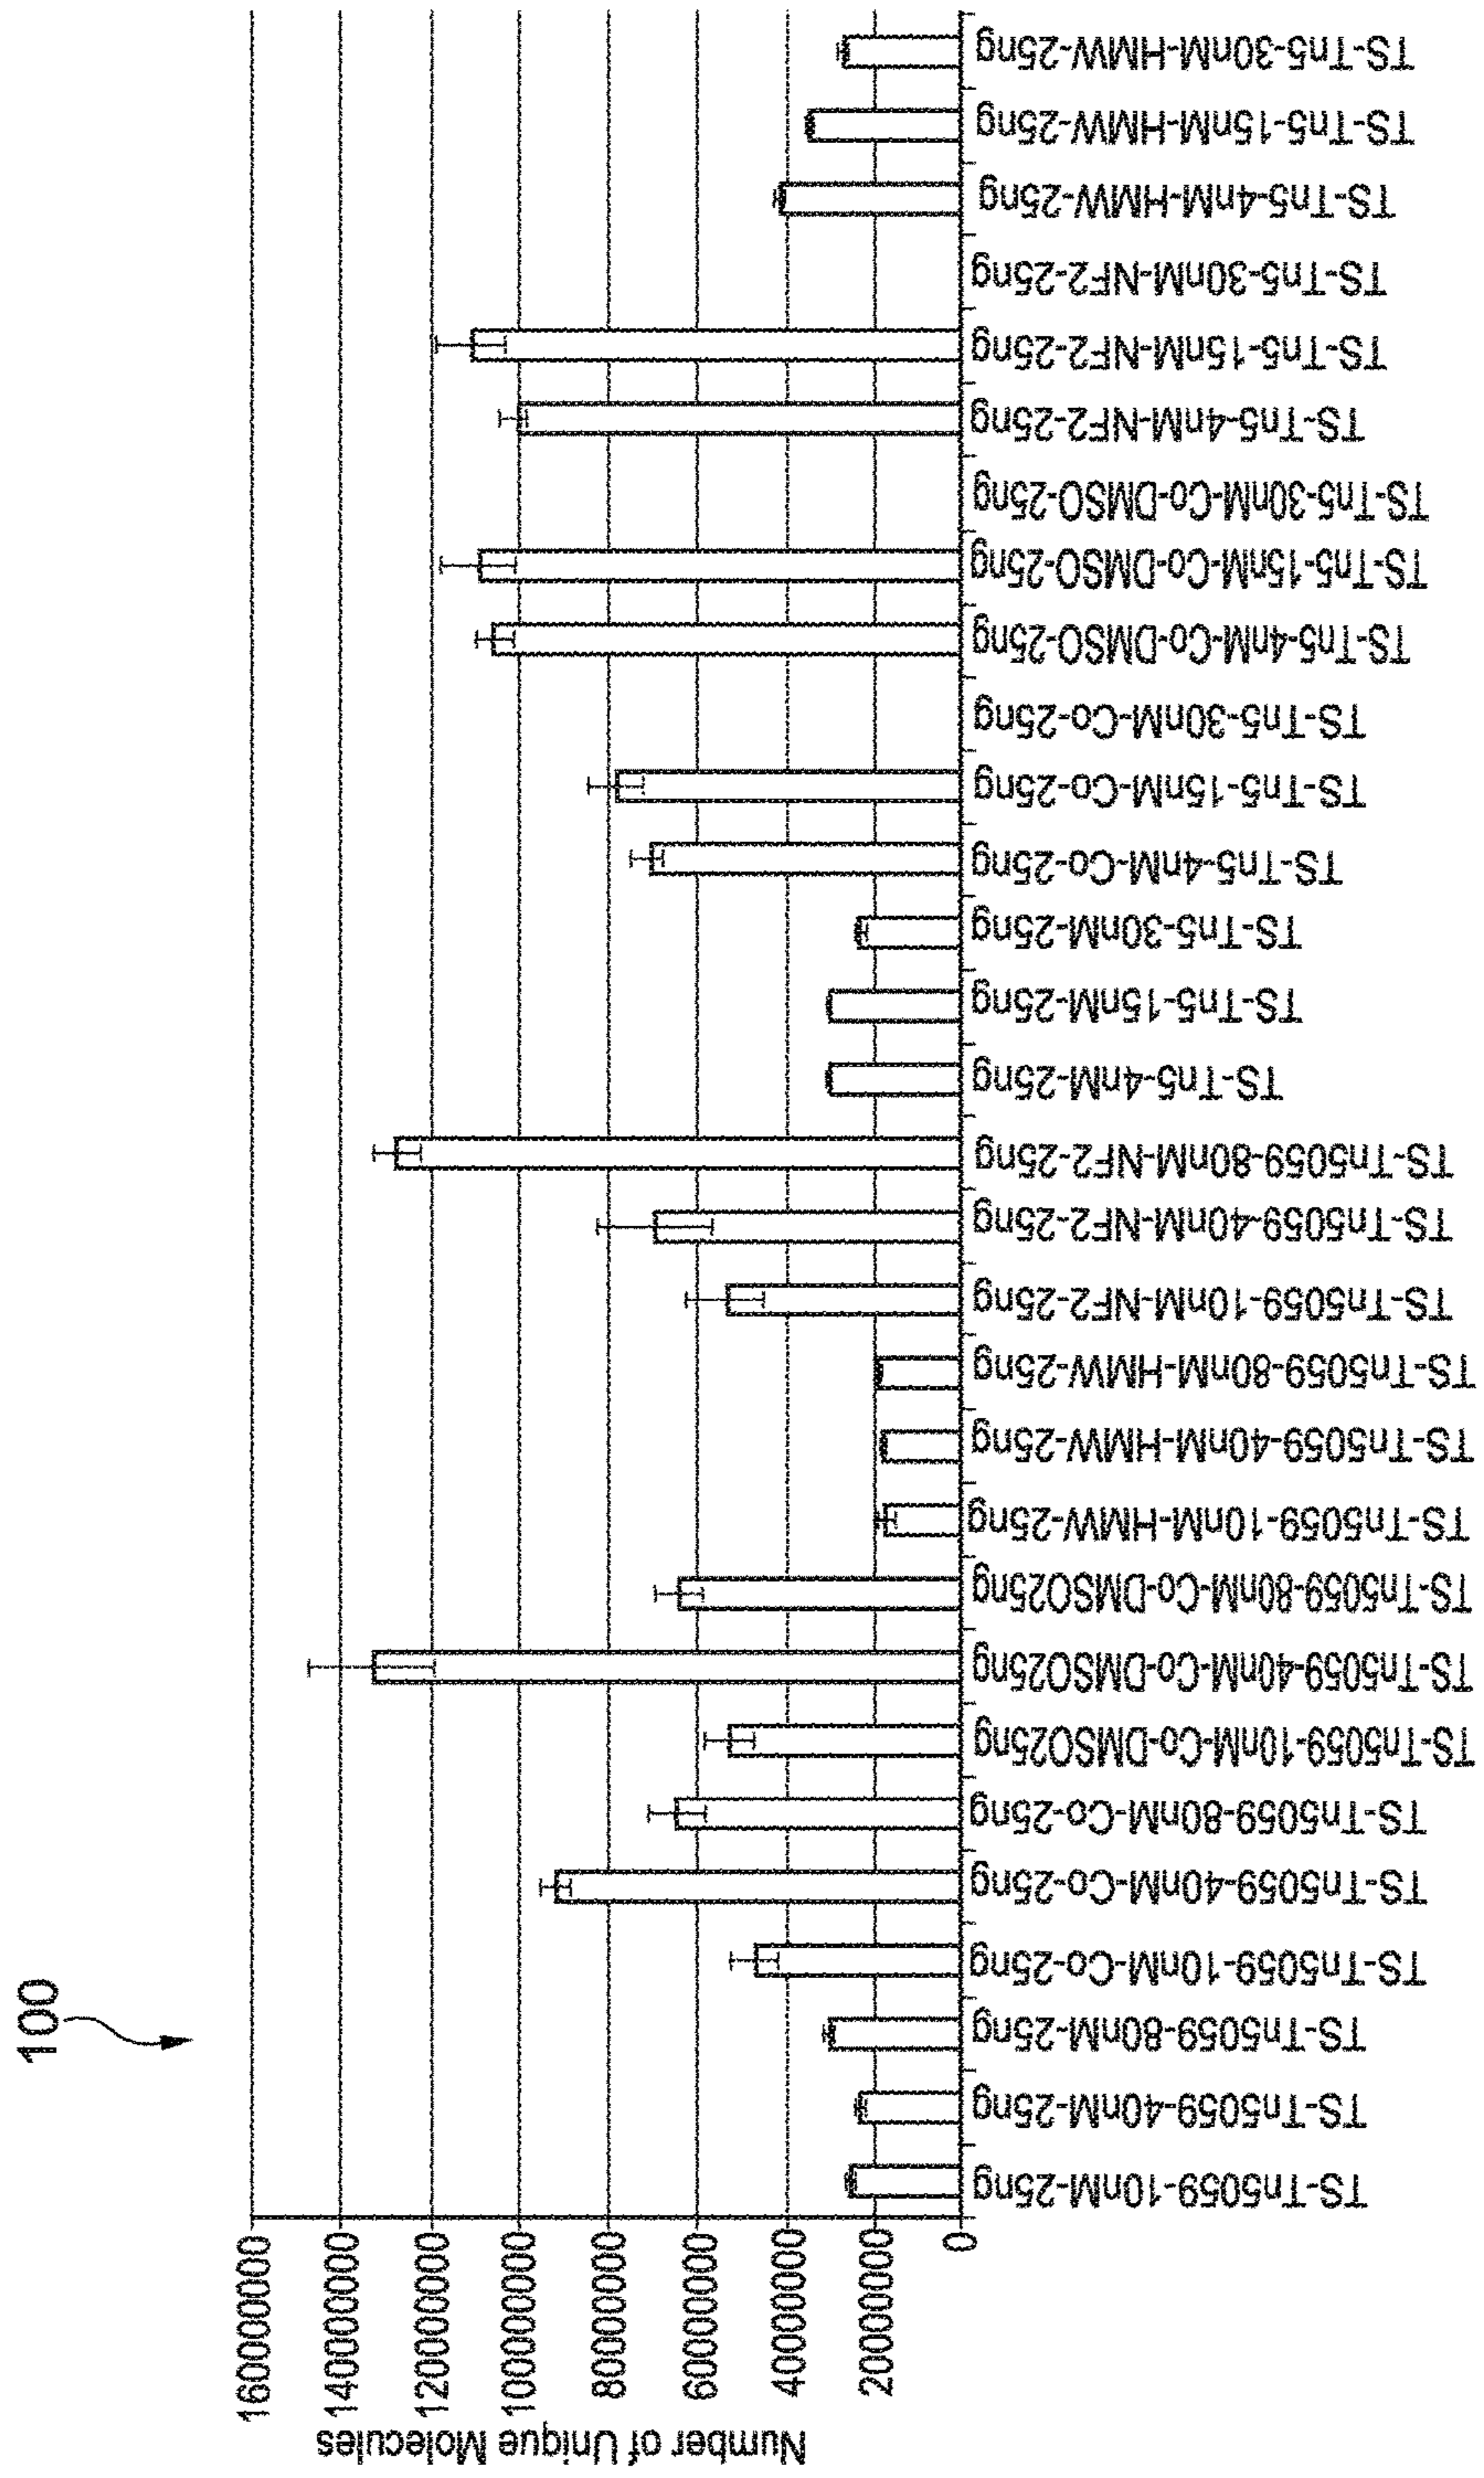 100
Number of Unique Molecules
160000000
140000000
120000000
100000000
80000000
60000000
40000000
20000000
0
TS-Tn5059-10nM-25ng
TS-Tn5059-40nM-25ng
TS-Tn5059-80nM-25ng
TS-Tn5059-10nM-Co-25ng
TS-Tn5059-40nM-Co-25ng
TS-Tn5059-80nM-Co-25ng
TS-Tn5059-10nM-Co-DMSO25ng
TS-Tn5059-40nM-Co-DMSO25ng
TS-Tn5059-80nM-Co-DMSO25ng
TS-Tn5059-10nM-HMW-25ng
TS-Tn5059-40nM-HMW-25ng
TS-Tn5059-80nM-HMW-25ng
TS-Tn5059-10nM-NF2-25ng
TS-Tn5059-40nM-NF2-25ng
TS-Tn5059-80nM-NF2-25ng
TS-Tn5-4nM-25ng
TS-Tn5-15nM-25ng
TS-Tn5-30nM-25ng
TS-Tn5-4nM-Co-25ng
TS-Tn5-15nM-Co-25ng
TS-Tn5-30nM-Co-25ng
TS-Tn5-4nM-Co-DMSO-25ng
TS-Tn5-15nM-Co-DMSO-25ng
TS-Tn5-30nM-Co-DMSO-25ng
TS-Tn5-4nM-NF2-25ng
TS-Tn5-15nM-NF2-25ng
TS-Tn5-30nM-NF2-25ng
TS-Tn5-4nM-HMW-25ng
TS-Tn5-15nM-HMW-25ng
TS-Tn5-30nM-HMW-25ng